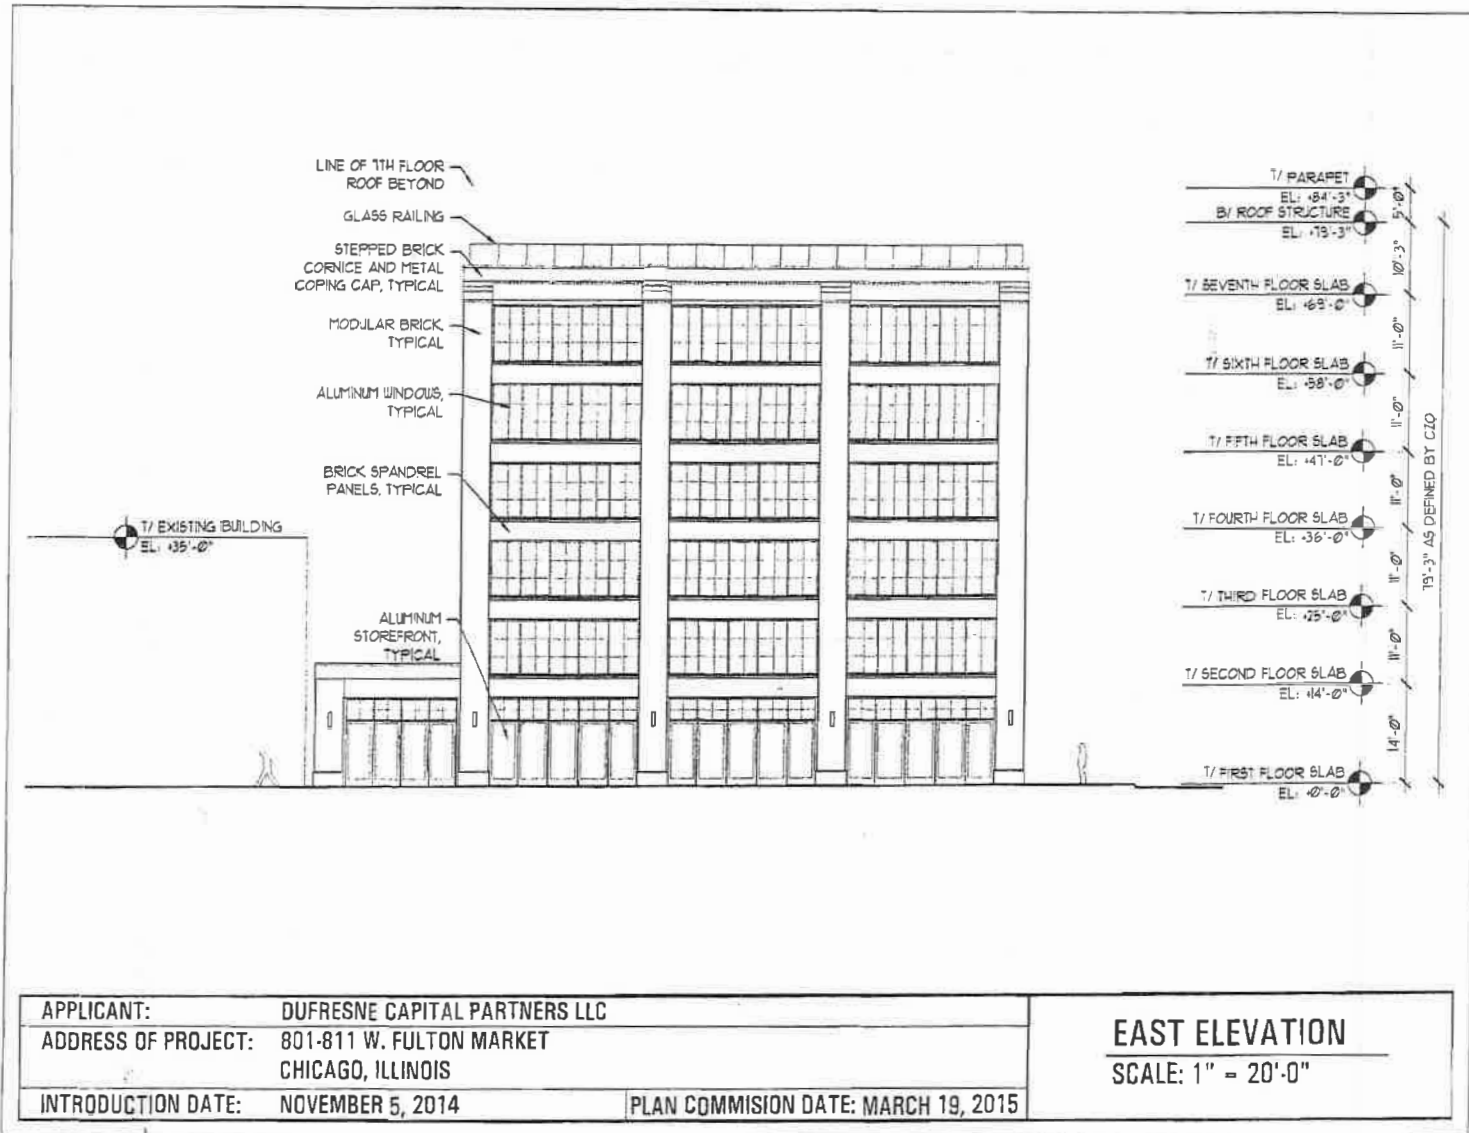 LINE OF 7TH FLOOR
ROOF BEYOND
GLASS RAILING
STEPPED BRICK
CORNICE AND METAL
COPING CAP, TYPICAL
MODULAR BRICK,
TYPICAL
ALUMINUM WINDOWS,
TYPICAL
BRICK SPANDREL
PANELS, TYPICAL
T/ EXISTING BUILDING
EL: +35'-0"
ALUMINUM
STOREFRONT,
TYPICAL
T/ PARAPET
EL: +84'-3"
B/ ROOF STRUCTURE
EL: +79'-3"
T/ SEVENTH FLOOR SLAB
EL: +69'-0"
T/ SIXTH FLOOR SLAB
EL: +58'-0"
T/ FIFTH FLOOR SLAB
EL: +47'-0"
T/ FOURTH FLOOR SLAB
EL: +36'-0"
T/ THIRD FLOOR SLAB
EL: +25'-0"
T/ SECOND FLOOR SLAB
EL: +14'-0"
T/ FIRST FLOOR SLAB
EL: +0'-0"
5'-0"
10'-3"
11'-0"
11'-0"
11'-0"
11'-0"
11'-0"
14'-0"
79'-3" AS DEFINED BY CZO
APPLICANT: DUFRESNE CAPITAL PARTNERS LLC
ADDRESS OF PROJECT: 801-811 W. FULTON MARKET
CHICAGO, ILLINOIS
INTRODUCTION DATE: NOVEMBER 5, 2014 PLAN COMMISION DATE: MARCH 19, 2015
EAST ELEVATION
SCALE: 1" = 20'-0"